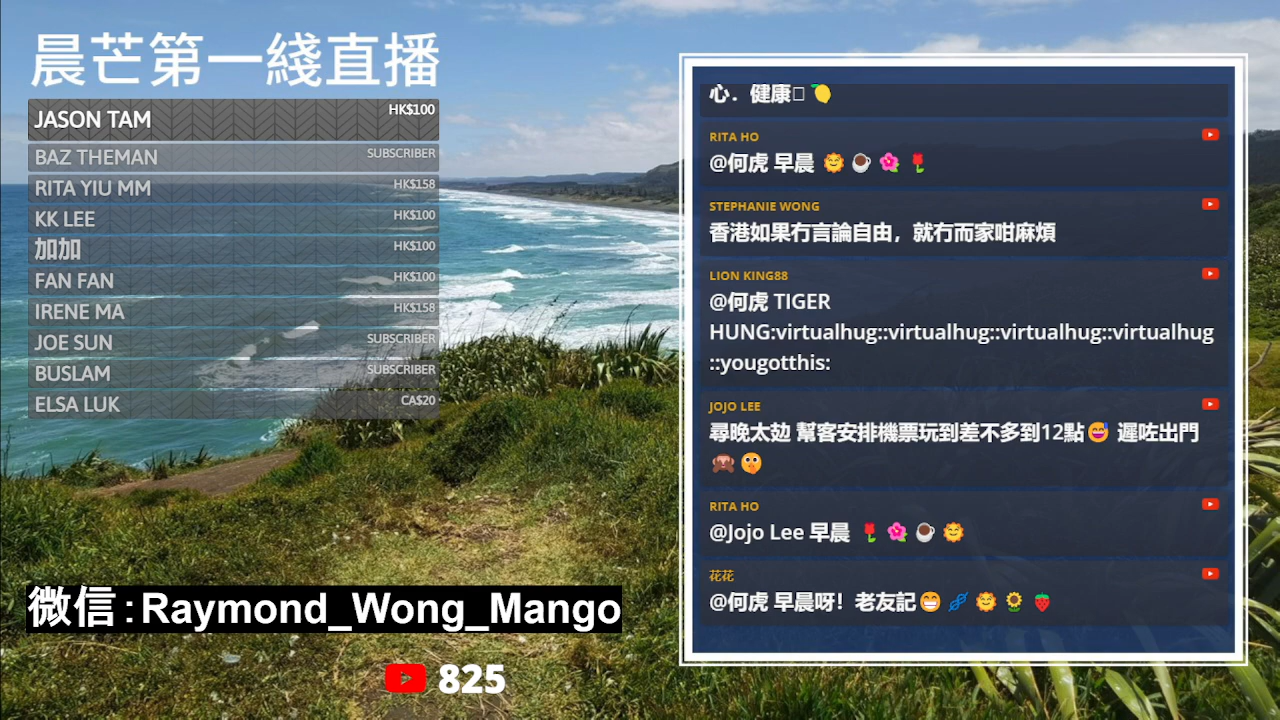 晨芒第一綫直播
JASON TAM HK$100
BAZ THEMAN SUBSCRIBER
RITA YIU MM HK$158
KK LEE HK$100
加加 HK$100
FAN FAN HK$100
IRENE MA HK$158
JOE SUN SUBSCRIBER
BUSLAM SUBSCRIBER
ELSA LUK CA$20
微信:Raymond_Wong_Mango
825
心．健康🍋
RITA HO
@何虎 早晨 🌞☕🌺🌷
STEPHANIE WONG
香港如果冇言論自由，就冇而家咁麻煩
LION KING88
@何虎 TIGER
HUNG:virtualhug::virtualhug::virtualhug::virtualhug
::yougotthis:
JOJO LEE
尋晚太攰 幫客安排機票玩到差不多到12點😅 遲咗出門
🙈🤫
RITA HO
@Jojo Lee 早晨 🌷🌺☕🌞
花花
@何虎 早晨呀！老友記😁🧬🌞🌻🍓